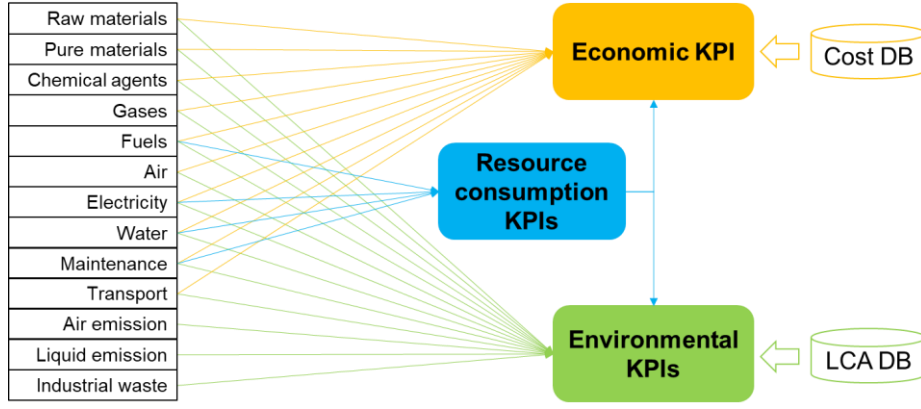 Raw materials
Pure materials
Chemical agents
Gases
Fuels
Air
Electricity
Water
Maintenance
Transport
Air emission
Liquid emission
Industrial waste
Economic KPI
Cost DB
Resource
consumption
KPIs
Environmental
KPIs
LCA DB